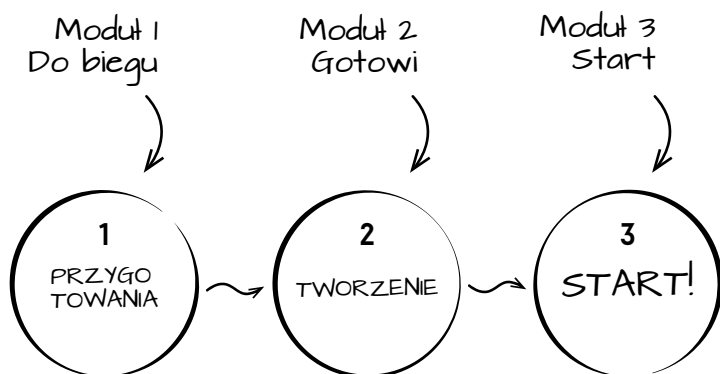 Moduł 1
Do biegu
Moduł 2
Gotowi
Moduł 3
Start
1
PRZYGO
TOWANIA
2
TWORZENIE
3
START!